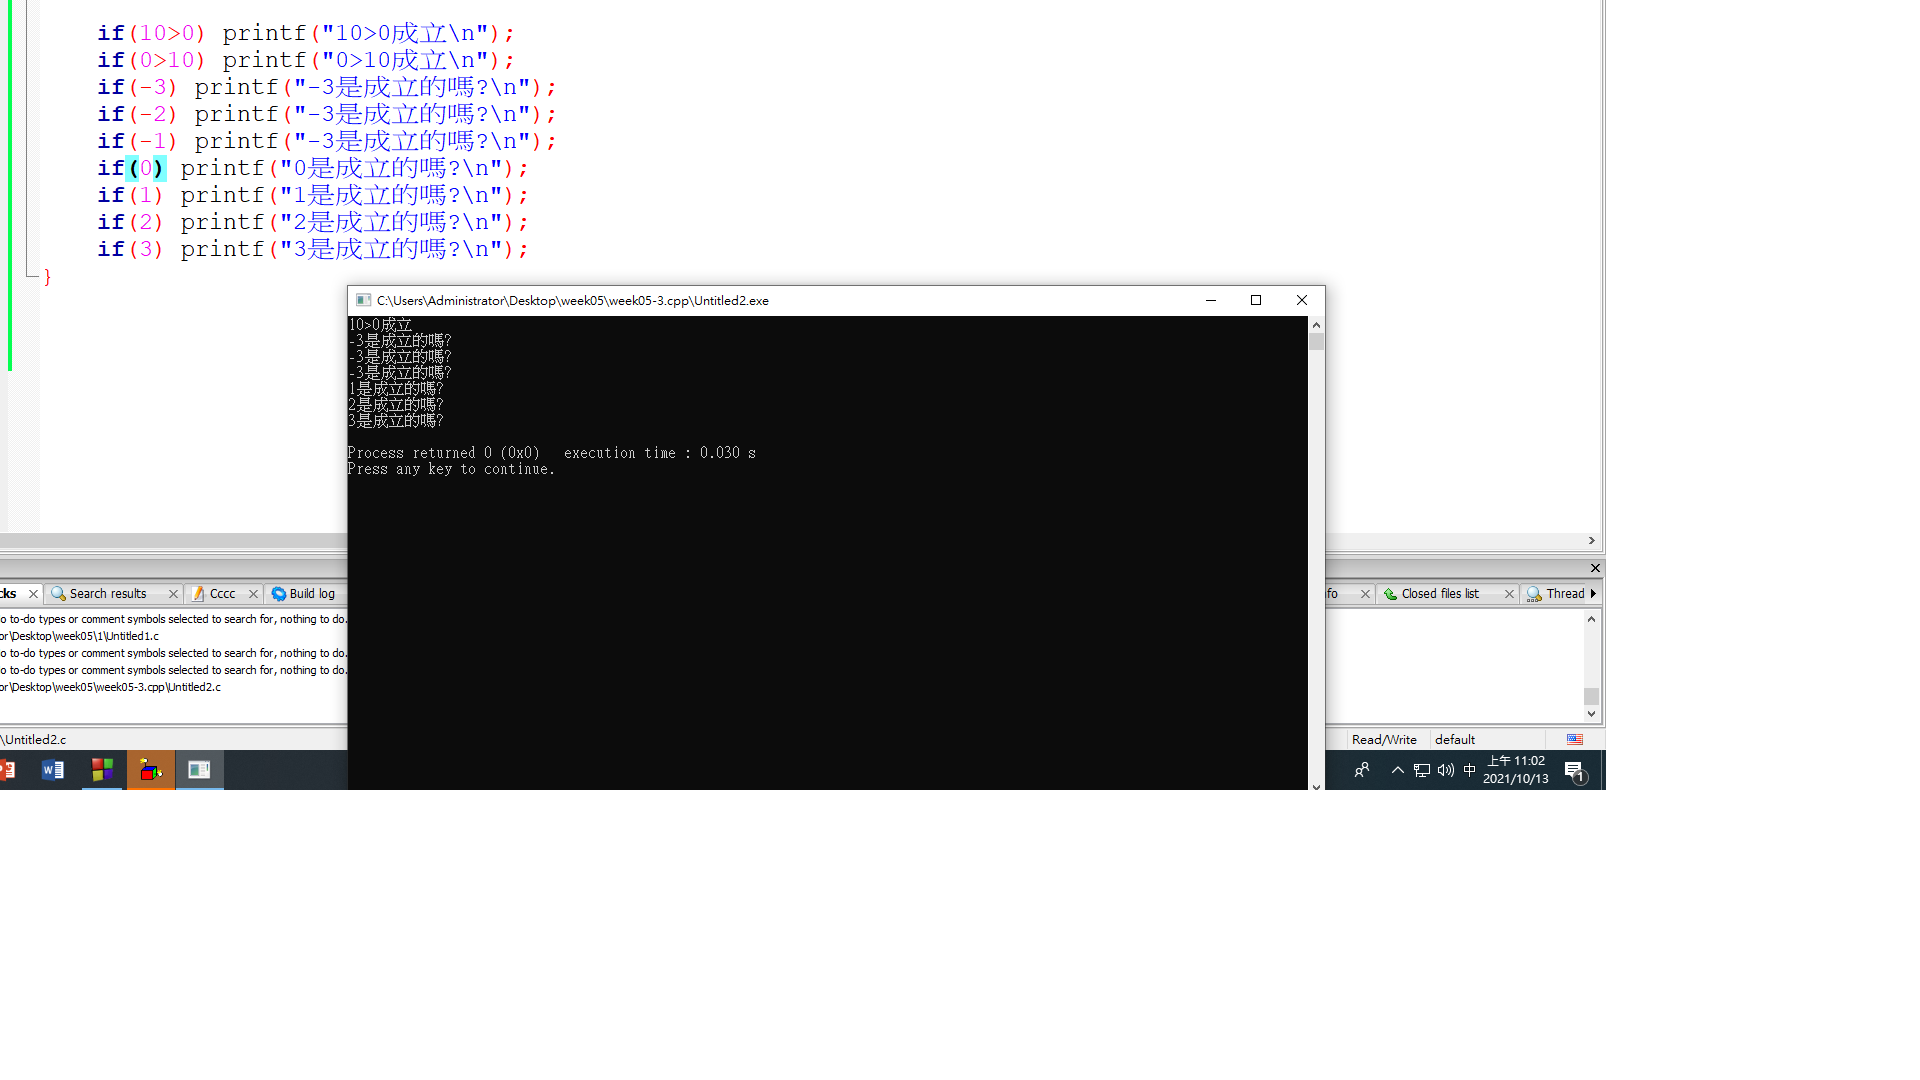 if(10>0) printf("10>0成立\n");
if(0>10) printf("0>10成立\n");
if(-3) printf("-3是成立的嗎?\n");
if(-2) printf("-3是成立的嗎?\n");
if(-1) printf("-3是成立的嗎?\n");
if(0) printf("0是成立的嗎?\n");
if(1) printf("1是成立的嗎?\n");
if(2) printf("2是成立的嗎?\n");
if(3) printf("3是成立的嗎?\n");
}
C:\Users\Administrator\Desktop\week05\week05-3.cpp\Untitled2.exe
10>0成立
-3是成立的嗎?
-3是成立的嗎?
-3是成立的嗎?
1是成立的嗎?
2是成立的嗎?
3是成立的嗎?
Process returned 0 (0x0)   execution time : 0.030 s
Press any key to continue.
cks Search results Cccc Build log fo Closed files list Thread
o to-do types or comment symbols selected to search for, nothing to do.
or\Desktop\week05\1\Untitled1.c
o to-do types or comment symbols selected to search for, nothing to do.
o to-do types or comment symbols selected to search for, nothing to do.
or\Desktop\week05\week05-3.cpp\Untitled2.c
\Untitled2.c Read/Write default
中 上午 11:02
2021/10/13
1